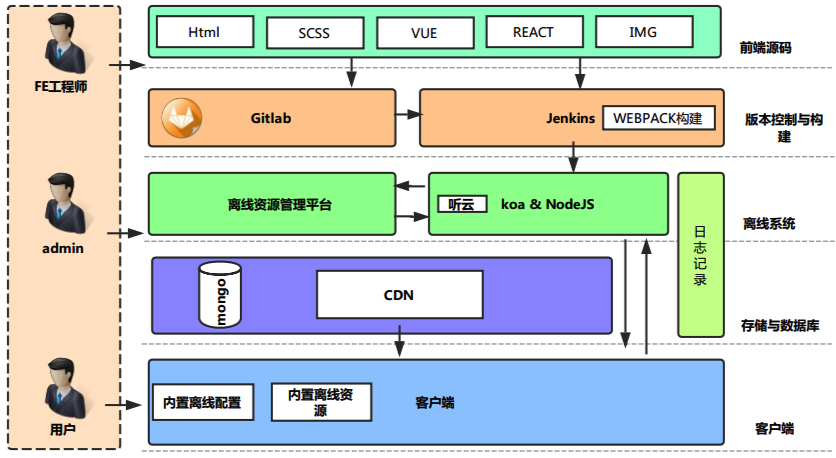 Html
SCSS
VUE
REACT
IMG
前端源码
FE工程师
Gitlab
Jenkins
WEBPACK构建
版本控制与构
建
离线资源管理平台
听云
koa & NodeJS
日
志
记
录
离线系统
admin
mongo
CDN
存储与数据库
用户
内置离线配置
内置离线资
源
客户端
客户端